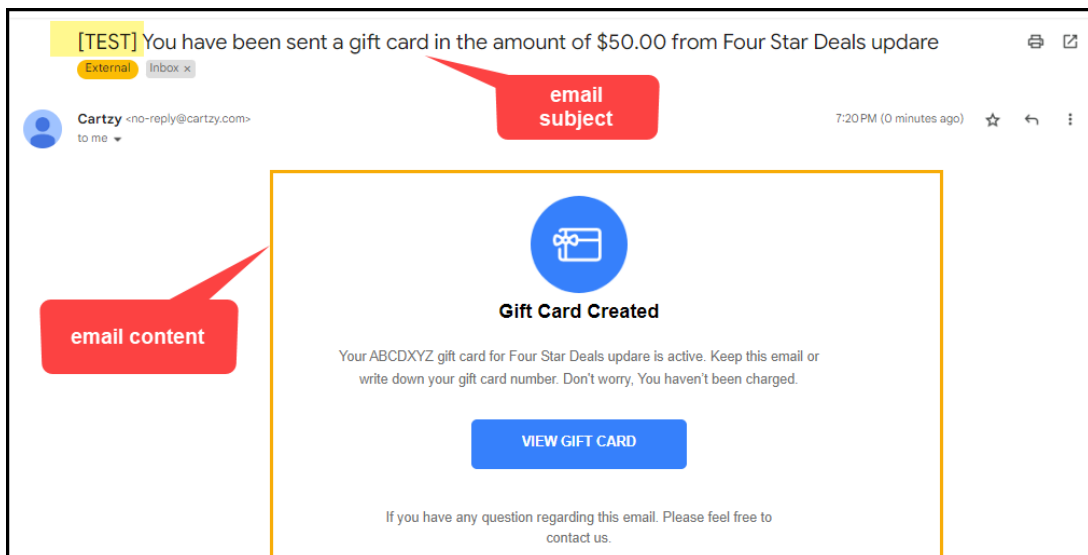 [TEST] You have been sent a gift card in the amount of $50.00 from Four Star Deals updare
External Inbox ×
email
subject
Cartzy <no-reply@cartzy.com>
7:20 PM (0 minutes ago)
to me
Gift Card Created
email content
Your ABCDXYZ gift card for Four Star Deals updare is active. Keep this email or
write down your gift card number. Don't worry, You haven't been charged.
VIEW GIFT CARD
If you have any question regarding this email. Please feel free to
contact us.